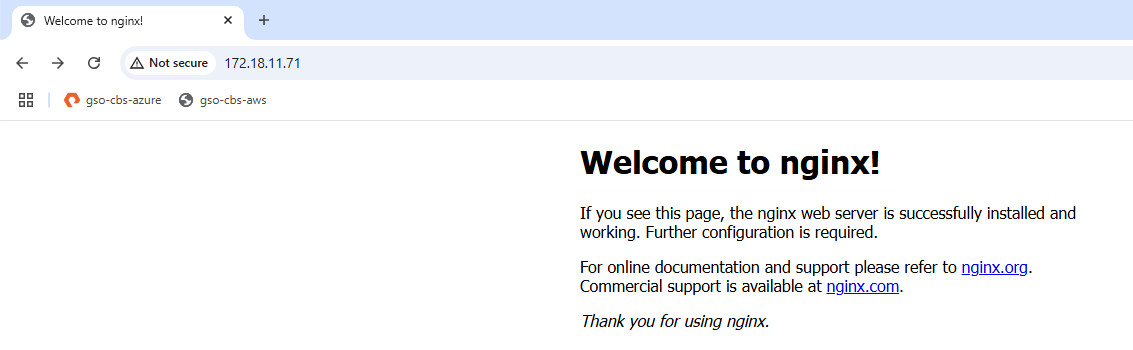 Welcome to nginx!
Not secure
172.18.11.71
gso-cbs-azure
gso-cbs-aws
Welcome to nginx!
If you see this page, the nginx web server is successfully installed and
working. Further configuration is required.
For online documentation and support please refer to nginx.org.
Commercial support is available at nginx.com.
Thank you for using nginx.